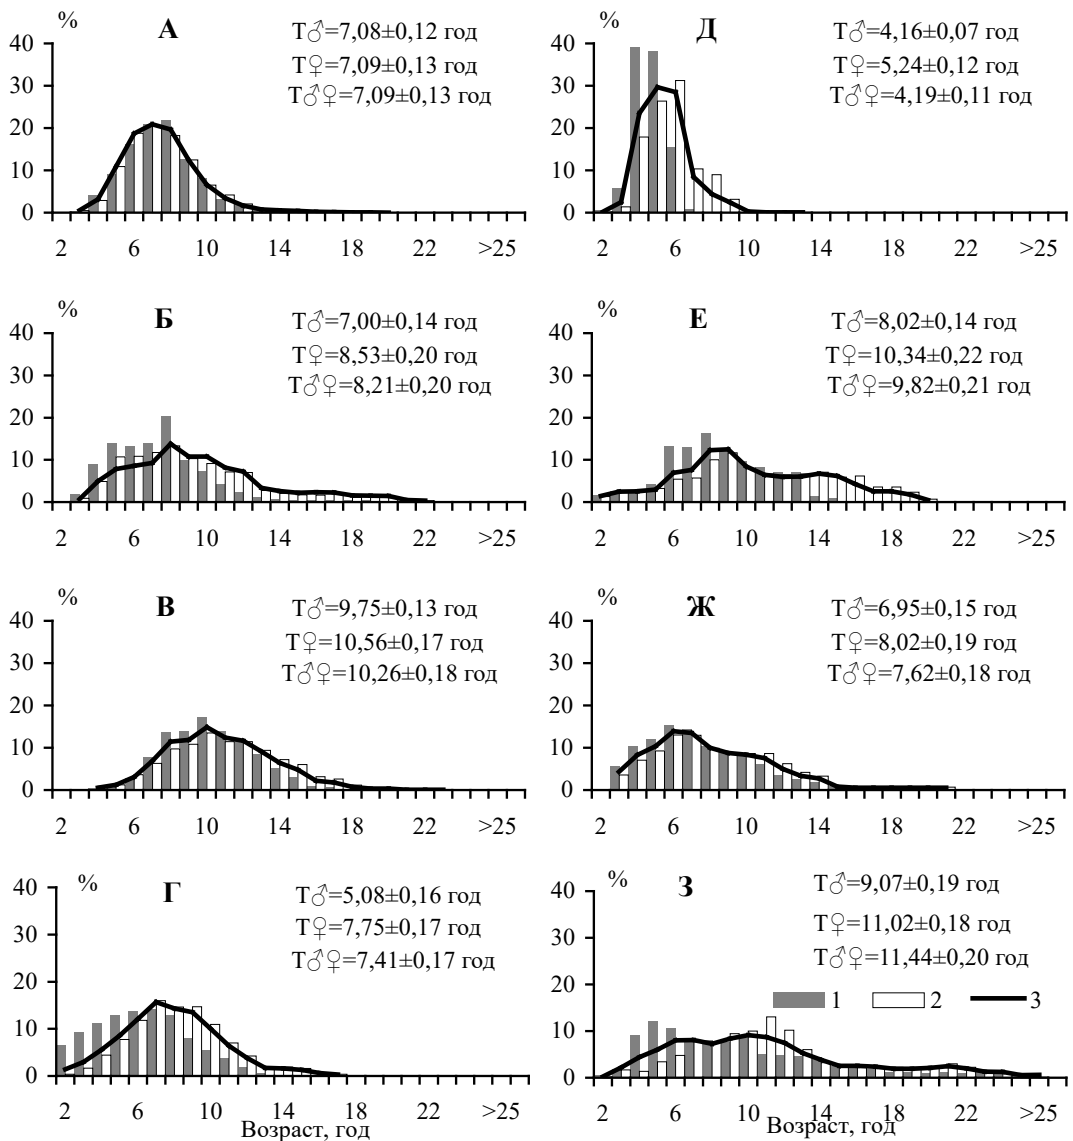 %
А
T♂=7,08±0,12 год
T♀=7,09±0,13 год
T♂♀=7,09±0,13 год
40
30
20
10
0
2 6 10 14 18 22 >25
%
Д
T♂=4,16±0,07 год
T♀=5,24±0,12 год
T♂♀=4,19±0,11 год
40
30
20
10
0
2 6 10 14 18 22 >25
%
Б
T♂=7,00±0,14 год
T♀=8,53±0,20 год
T♂♀=8,21±0,20 год
40
30
20
10
0
2 6 10 14 18 22 >25
%
Е
T♂=8,02±0,14 год
T♀=10,34±0,22 год
T♂♀=9,82±0,21 год
40
30
20
10
0
2 6 10 14 18 22 >25
%
В
T♂=9,75±0,13 год
T♀=10,56±0,17 год
T♂♀=10,26±0,18 год
40
30
20
10
0
2 6 10 14 18 22 >25
%
Ж
T♂=6,95±0,15 год
T♀=8,02±0,19 год
T♂♀=7,62±0,18 год
40
30
20
10
0
2 6 10 14 18 22 >25
%
Г
T♂=5,08±0,16 год
T♀=7,75±0,17 год
T♂♀=7,41±0,17 год
40
30
20
10
0
2 6 10 14 18 22 >25
Возраст, год
%
З
T♂=9,07±0,19 год
T♀=11,02±0,18 год
T♂♀=11,44±0,20 год
1 2 3
40
30
20
10
0
2 6 10 14 18 22 >25
Возраст, год